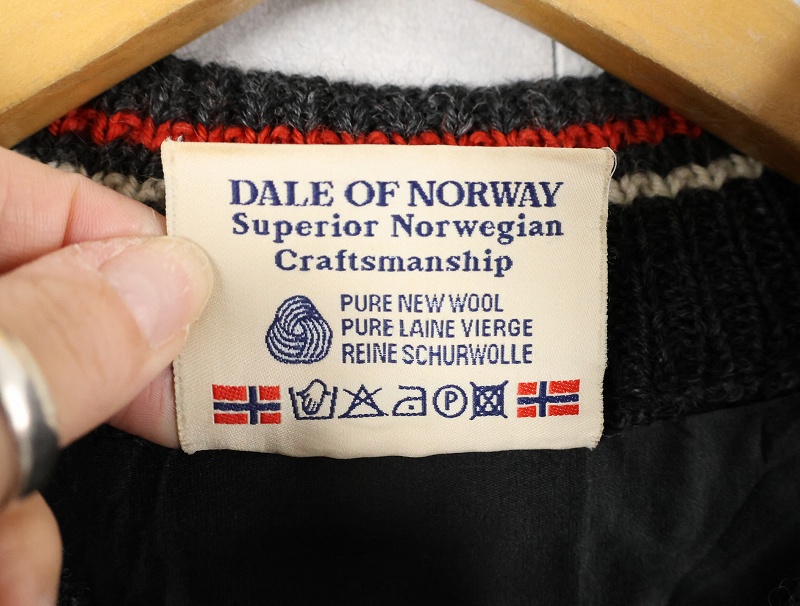 DALE OF NORWAY
Superior Norwegian
Craftsmanship
PURE NEW WOOL
PURE LAINE VIERGE
REINE SCHURWOLLE
P